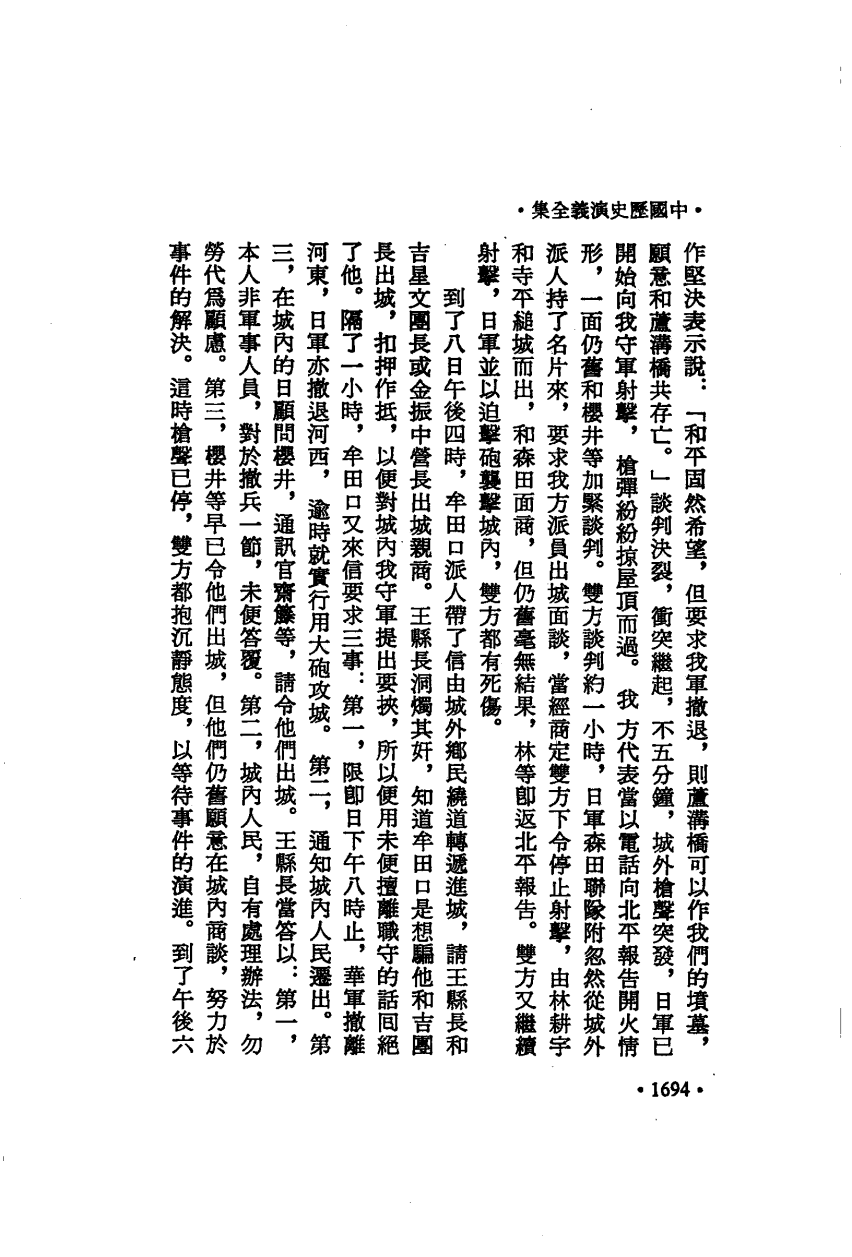 •中國歷史演義全集•
作堅決表示說：「和平固然希望，但要求我軍撤退，則蘆溝橋可以作我們的墳墓，
願意和蘆溝橋共存亡。」談判決裂，衝突繼起，不五分鐘，城外槍聲突發，日軍已
開始向我守軍射擊，槍彈紛紛掠屋頂而過。我方代表當以電話向北平報告開火情
形，一面仍舊和櫻井等加緊談判。雙方談判約一小時，日軍森田聯隊附忽然從城外
派人持了名片來，要求我方派員出城面談，當經商定雙方下令停止射擊，由林耕宇
和寺平縋城而出，和森田面商，但仍舊毫無結果，林等卽返北平報告。雙方又繼續
射擊，日軍並以迫擊砲襲擊城內，雙方都有死傷。
到了八日午後四時，牟田口派人帶了信由城外鄉民繞道轉遞進城，請王縣長和
吉星文團長或金振中營長出城親商。王縣長洞燭其奸，知道牟田口是想騙他和吉團
長出城，扣押作抵，以便對城內我守軍提出要挾，所以便用未便擅離職守的話囘絕
了他。隔了一小時，牟田口又來信要求三事：第一，限卽日下午八時止，華軍撤離
河東，日軍亦撤退河西，逾時就實行用大砲攻城。第二，通知城內人民遷出。第
三，在城內的日顧問櫻井，通訊官齋籐等，請令他們出城。王縣長當答以：第一，
本人非軍事人員，對於撤兵一節，未便答覆。第二，城內人民，自有處理辦法，勿
勞代爲顧慮。第三，櫻井等早已令他們出城，但他們仍舊願意在城內商談，努力於
事件的解決。這時槍聲已停，雙方都抱沉靜態度，以等待事件的演進。到了午後六
•1694•